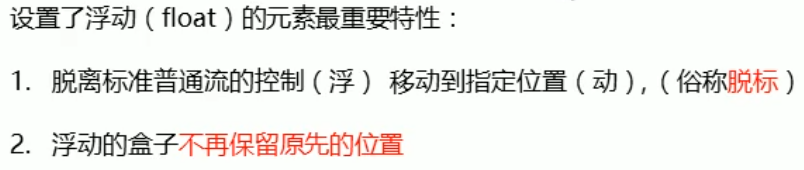 设置了浮动（float）的元素最重要特性：
1. 脱离标准普通流的控制（浮） 移动到指定位置（动），（俗称脱标）
2. 浮动的盒子不再保留原先的位置